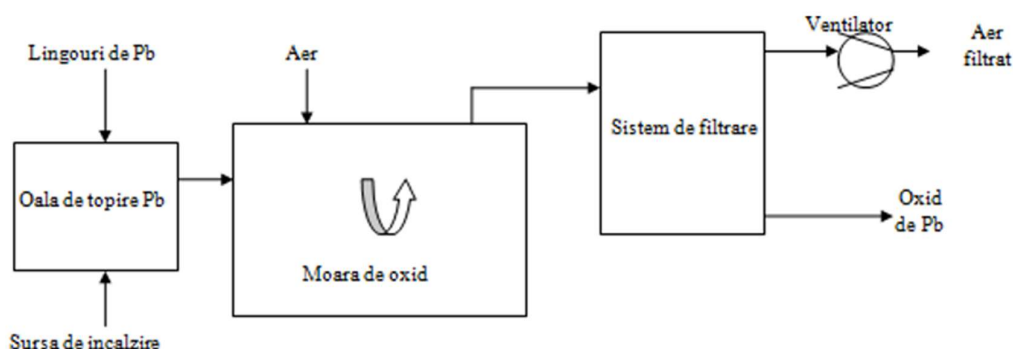 Lingouri de Pb
Aer
Ventilator
Aer
filtrat
Sistem de filtrare
Oala de topire Pb
Moara de oxid
Oxid
de Pb
Sursa de incalzire